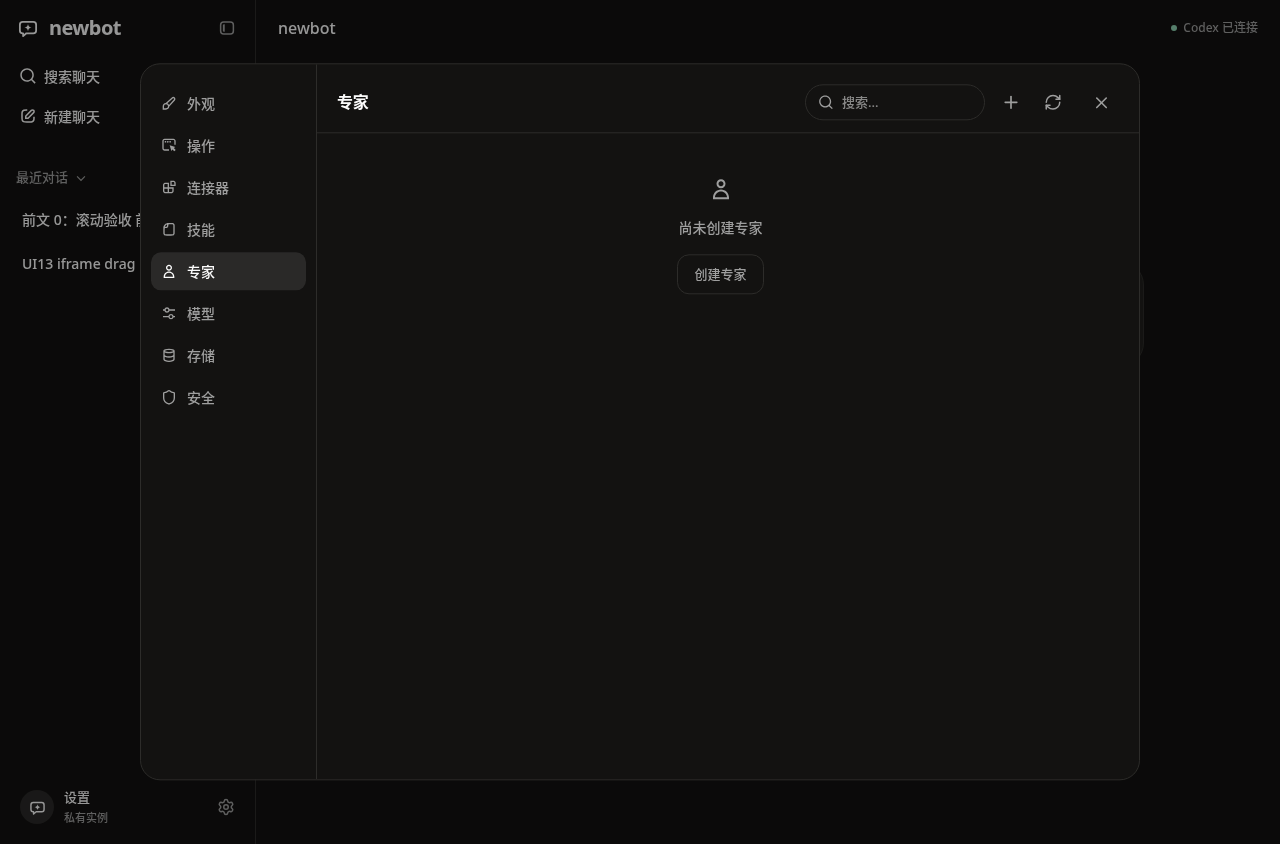 newbot
newbot
Codex 已连接
搜索聊天
新建聊天
最近对话
前文 0：滚动验收
UI13 iframe drag
外观
操作
连接器
技能
专家
模型
存储
安全
专家
搜索...
尚未创建专家
创建专家
设置
私有实例